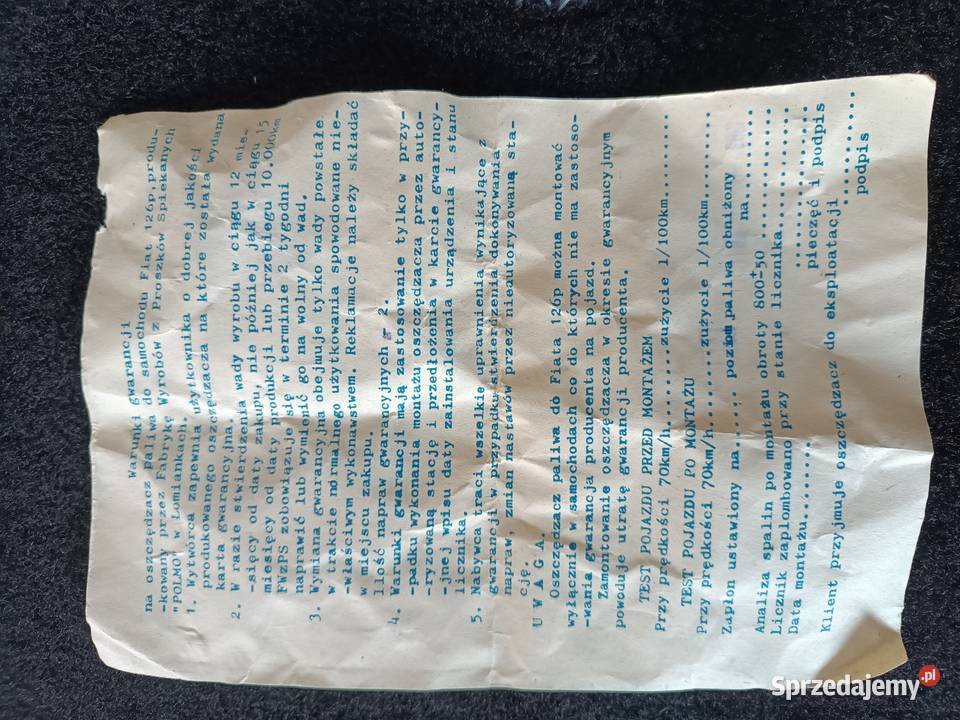 Warunki gwarancji
na oszczędzacz paliwa do samochodu Fiat 126p, produ-
-kowany przez Fabrykę Wyrobów z Proszków Spiekanych
"POLMO" w Łomiankach.
1. Wytwórca zapewnia użytkownika o dobrej jakości
produkowanego oszczędzacza na które została wydana
karta gwarancyjna.
2. W razie stwierdzenia wady wyrobu w ciągu 12 mie-
-sięcy od daty zakupu, nie później jak w ciągu 15
miesięcy od daty produkcji lub przebiegu 10.000km
FWzPS zobowiązuje się w terminie 2 tygodni
naprawić lub wymienić go na wolny od wad.
3. Wymiana gwarancyjna obejmuje tylko wady powstałe
w trakcie normalnego użytkowania spowodowane nie-
-właściwym wykonawstwem. Reklamacje należy składać
w miejscu zakupu.
Ilość napraw gwarancyjnych - 2.
4. Warunki gwarancji mają zastosowanie tylko w przy-
-padku wykonania montażu oszczędzacza przez auto-
-ryzowaną stację i przedłożenia w karcie gwarancy-
-jnej wpisu daty zainstalowania urządzenia i stanu
licznika.
5. Nabywca traci wszelkie uprawnienia wynikające z
gwarancji w przypadku stwierdzenia dokonywania
napraw, zmian nastawów przez nieautoryzowaną sta-
cję.
U W A G A.
Oszczędzacz paliwa do Fiata 126p można montować
wyłącznie w samochodach co do których nie ma zastoso-
-wania gwarancja producenta na pojazd.
Zamontowanie oszczędzacza w okresie gwarancyjnym
powoduje utratę gwarancji producenta.
TEST POJAZDU PRZED MONTAŻEM
Przy prędkości 70km/h..........zużycie l/100km.........
TEST POJAZDU PO MONTAŻU
Przy prędkości 70km/h..........zużycie l/100km.........
Zapłon ustawiony na........ poziom paliwa obniżony
na.........
Analiza spalin po montażu obroty 800±50 ..............
Licznik zaplombowano przy stanie licznika.............
Data montażu............
pieczęć i podpis
Klient przyjmuje oszczędzacz do eksploatacji ..........
podpis
Sprzedajemy.pl